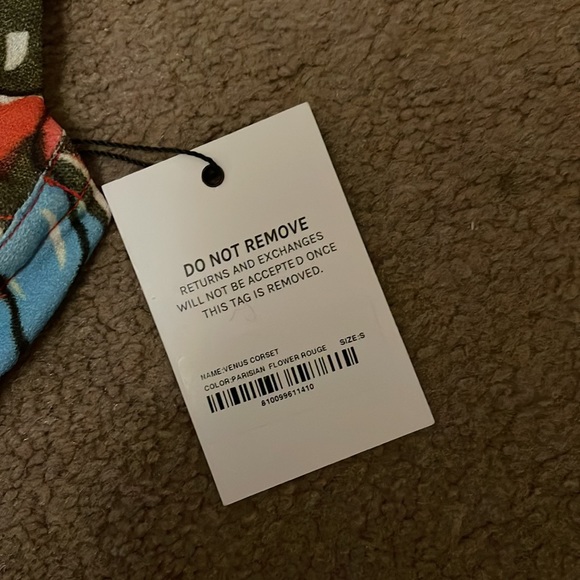 DO NOT REMOVE
RETURNS AND EXCHANGES
WILL NOT BE ACCEPTED ONCE
THIS TAG IS REMOVED.
NAME:VENUS CORSET
COLOR:PARISIAN FLOWER ROUGE SIZE:S
810099611410